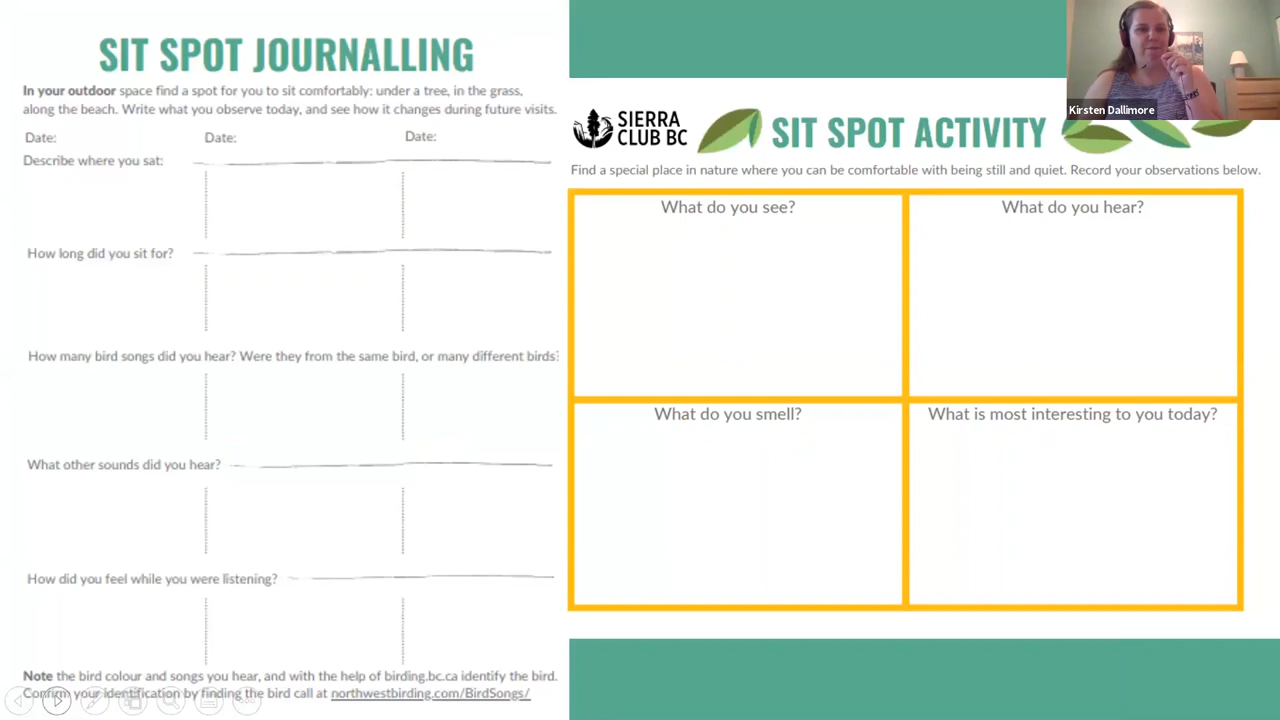 SIT SPOT JOURNALLING
In your outdoor space find a spot for you to sit comfortably: under a tree, in the grass,
along the beach. Write what you observe today, and see how it changes during future visits.
Date: Date: Date:
Describe where you sat:
How long did you sit for?
How many bird songs did you hear? Were they from the same bird, or many different birds?
What other sounds did you hear?
How did you feel while you were listening?
Note the bird colour and songs you hear, and with the help of birding.bc.ca identify the bird.
Confirm your identification by finding the bird call at northwestbirding.com/BirdSongs/
Kirsten Dallimore
SIERRA
CLUB BC
SIT SPOT ACTIVITY
Find a special place in nature where you can be comfortable with being still and quiet. Record your observations below.
What do you see?
What do you hear?
What do you smell?
What is most interesting to you today?